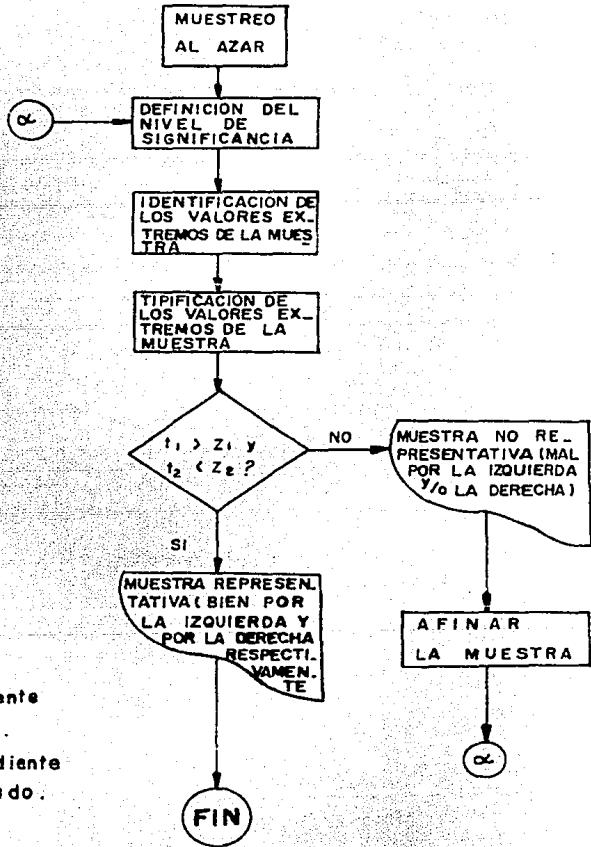 MUESTREO
AL AZAR
∝
DEFINICION DEL
NIVEL DE
SIGNIFICANCIA
IDENTIFICACION DE
LOS VALORES EX_
TREMOS DE LA MUES
TRA
TIPIFICACION DE
LOS VALORES EX_
TREMOS DE LA
MUESTRA
t₁ > Z₁ y
t₂ < Z₂ ?
NO
MUESTRA NO RE_
PRESENTATIVA (MAL
POR LA IZQUIERDA
y/o LA DERECHA)
SI
MUESTRA REPRESEN_
TATIVA ( BIEN POR
LA IZQUIERDA Y
POR LA DERECHA
RESPECTI_
VAMEN_
TE
AFINAR
LA MUESTRA
∝
ente
.
diente
do.
FIN